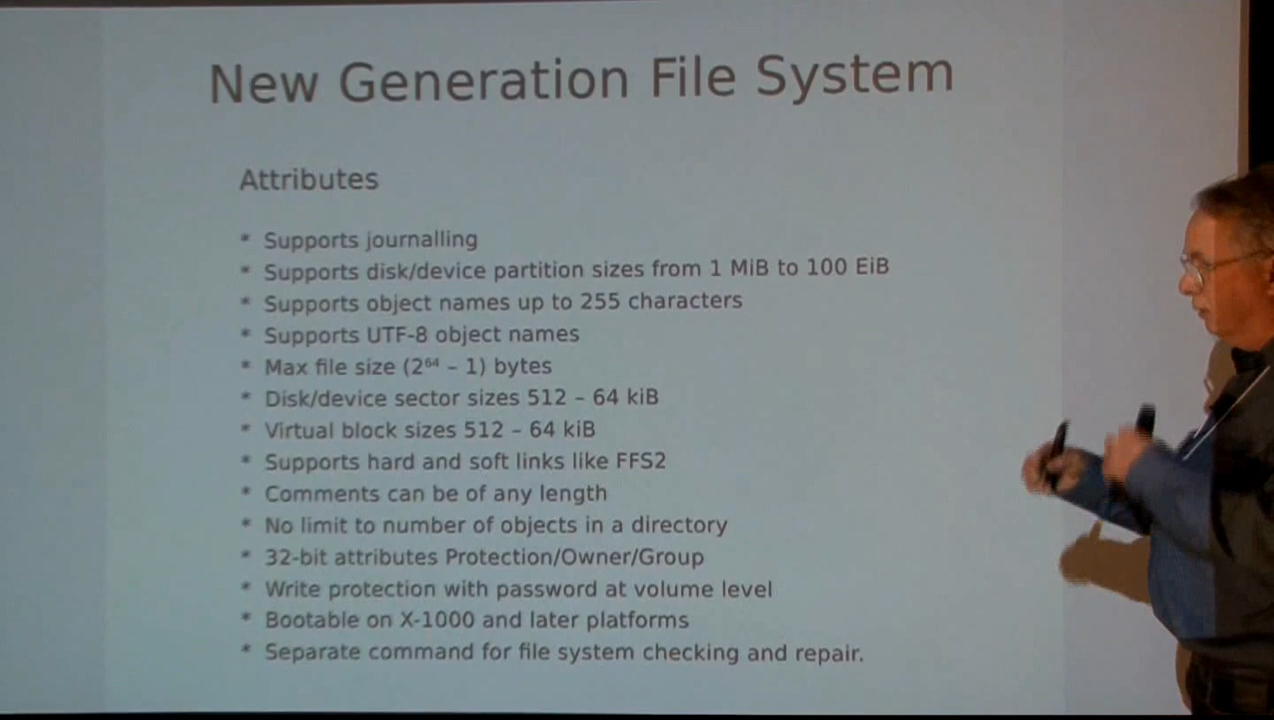 New Generation File System
Attributes
* Supports journalling
* Supports disk/device partition sizes from 1 MiB to 100 EiB
* Supports object names up to 255 characters
* Supports UTF-8 object names
* Max file size (2⁶⁴ – 1) bytes
* Disk/device sector sizes 512 – 64 kiB
* Virtual block sizes 512 – 64 kiB
* Supports hard and soft links like FFS2
* Comments can be of any length
* No limit to number of objects in a directory
* 32-bit attributes Protection/Owner/Group
* Write protection with password at volume level
* Bootable on X-1000 and later platforms
* Separate command for file system checking and repair.